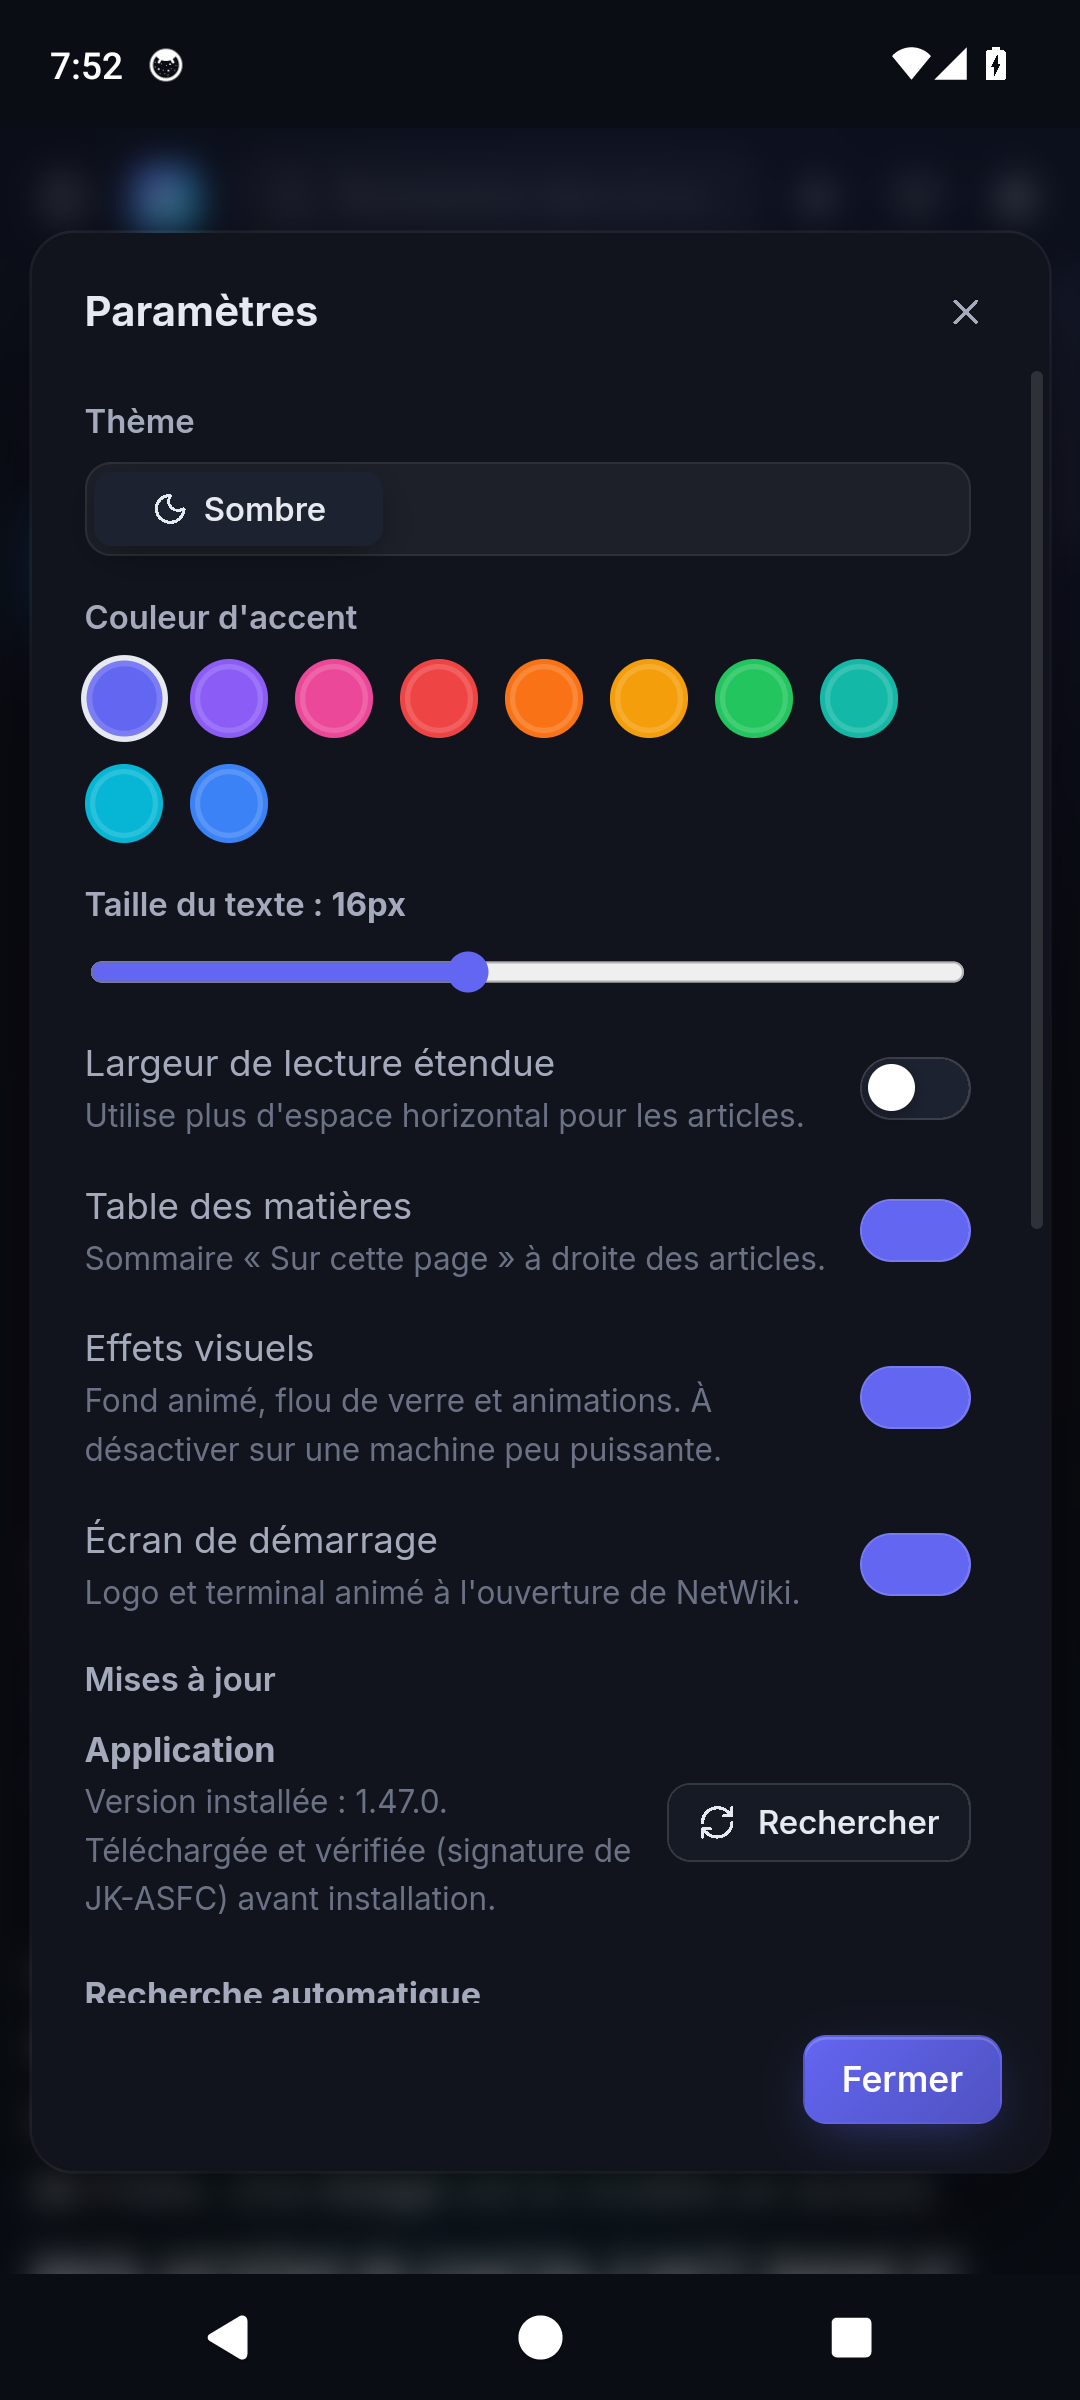 7:52
Paramètres
Thème
Sombre
Couleur d'accent
Taille du texte : 16px
Largeur de lecture étendue
Utilise plus d'espace horizontal pour les articles.
Table des matières
Sommaire « Sur cette page » à droite des articles.
Effets visuels
Fond animé, flou de verre et animations. À
désactiver sur une machine peu puissante.
Écran de démarrage
Logo et terminal animé à l'ouverture de NetWiki.
Mises à jour
Application
Version installée : 1.47.0.
Téléchargée et vérifiée (signature de
JK-ASFC) avant installation.
Rechercher
Recherche automatique
Fermer